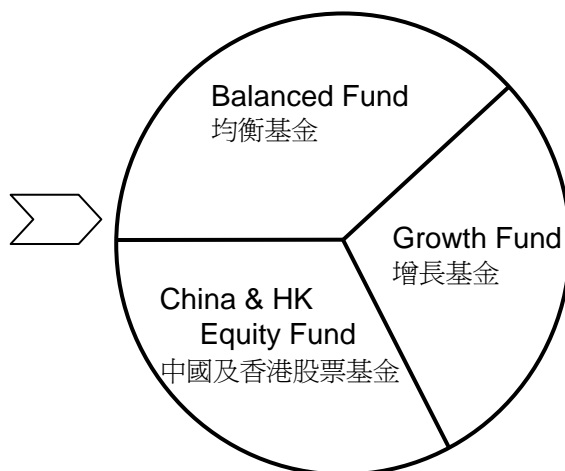 Balanced Fund
均衡基金
Growth Fund
增長基金
China & HK
Equity Fund
中國及香港股票基金